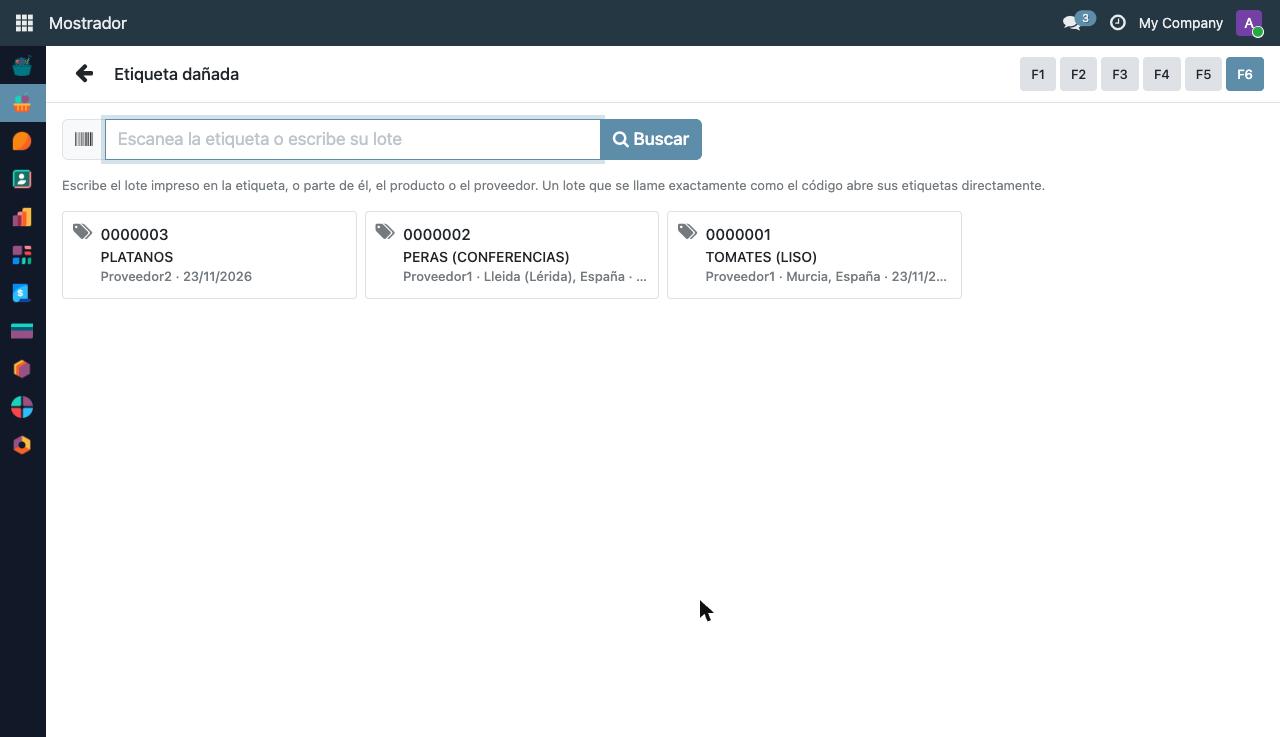 Mostrador
3
My Company
A
Etiqueta dañada
F1 F2 F3 F4 F5 F6
Escanea la etiqueta o escribe su lote
Buscar
Escribe el lote impreso en la etiqueta, o parte de él, el producto o el proveedor. Un lote que se llame exactamente como el código abre sus etiquetas directamente.
0000003
PLATANOS
Proveedor2 · 23/11/2026
0000002
PERAS (CONFERENCIAS)
Proveedor1 · Lleida (Lérida), España · ...
0000001
TOMATES (LISO)
Proveedor1 · Murcia, España · 23/11/2...